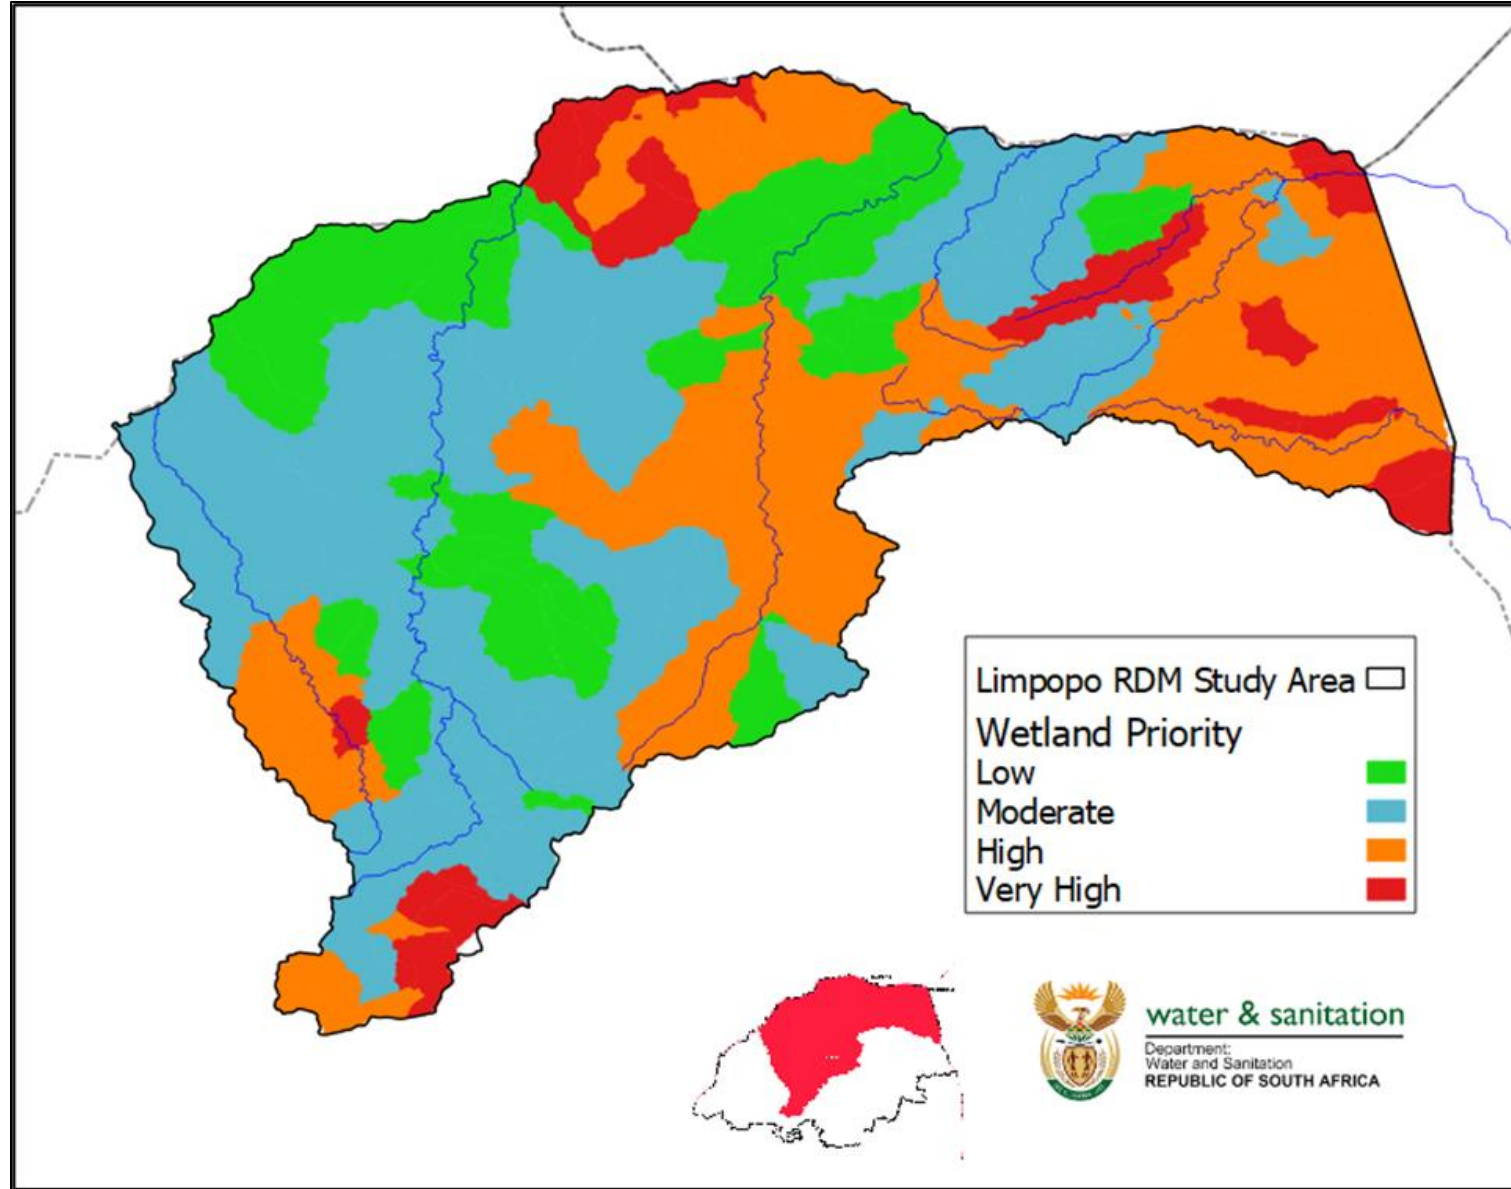 Limpopo RDM Study Area
Wetland Priority
Low
Moderate
High
Very High
water & sanitation
Department:
Water and Sanitation
REPUBLIC OF SOUTH AFRICA